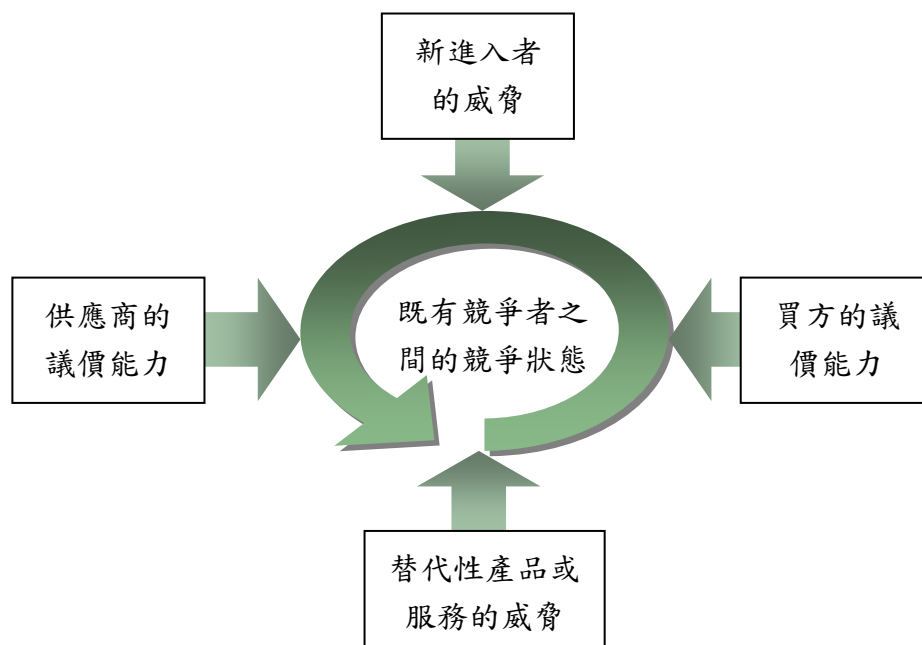 新進入者
的威脅
供應商的
議價能力
既有競爭者之
間的競爭狀態
買方的議
價能力
替代性產品或
服務的威脅